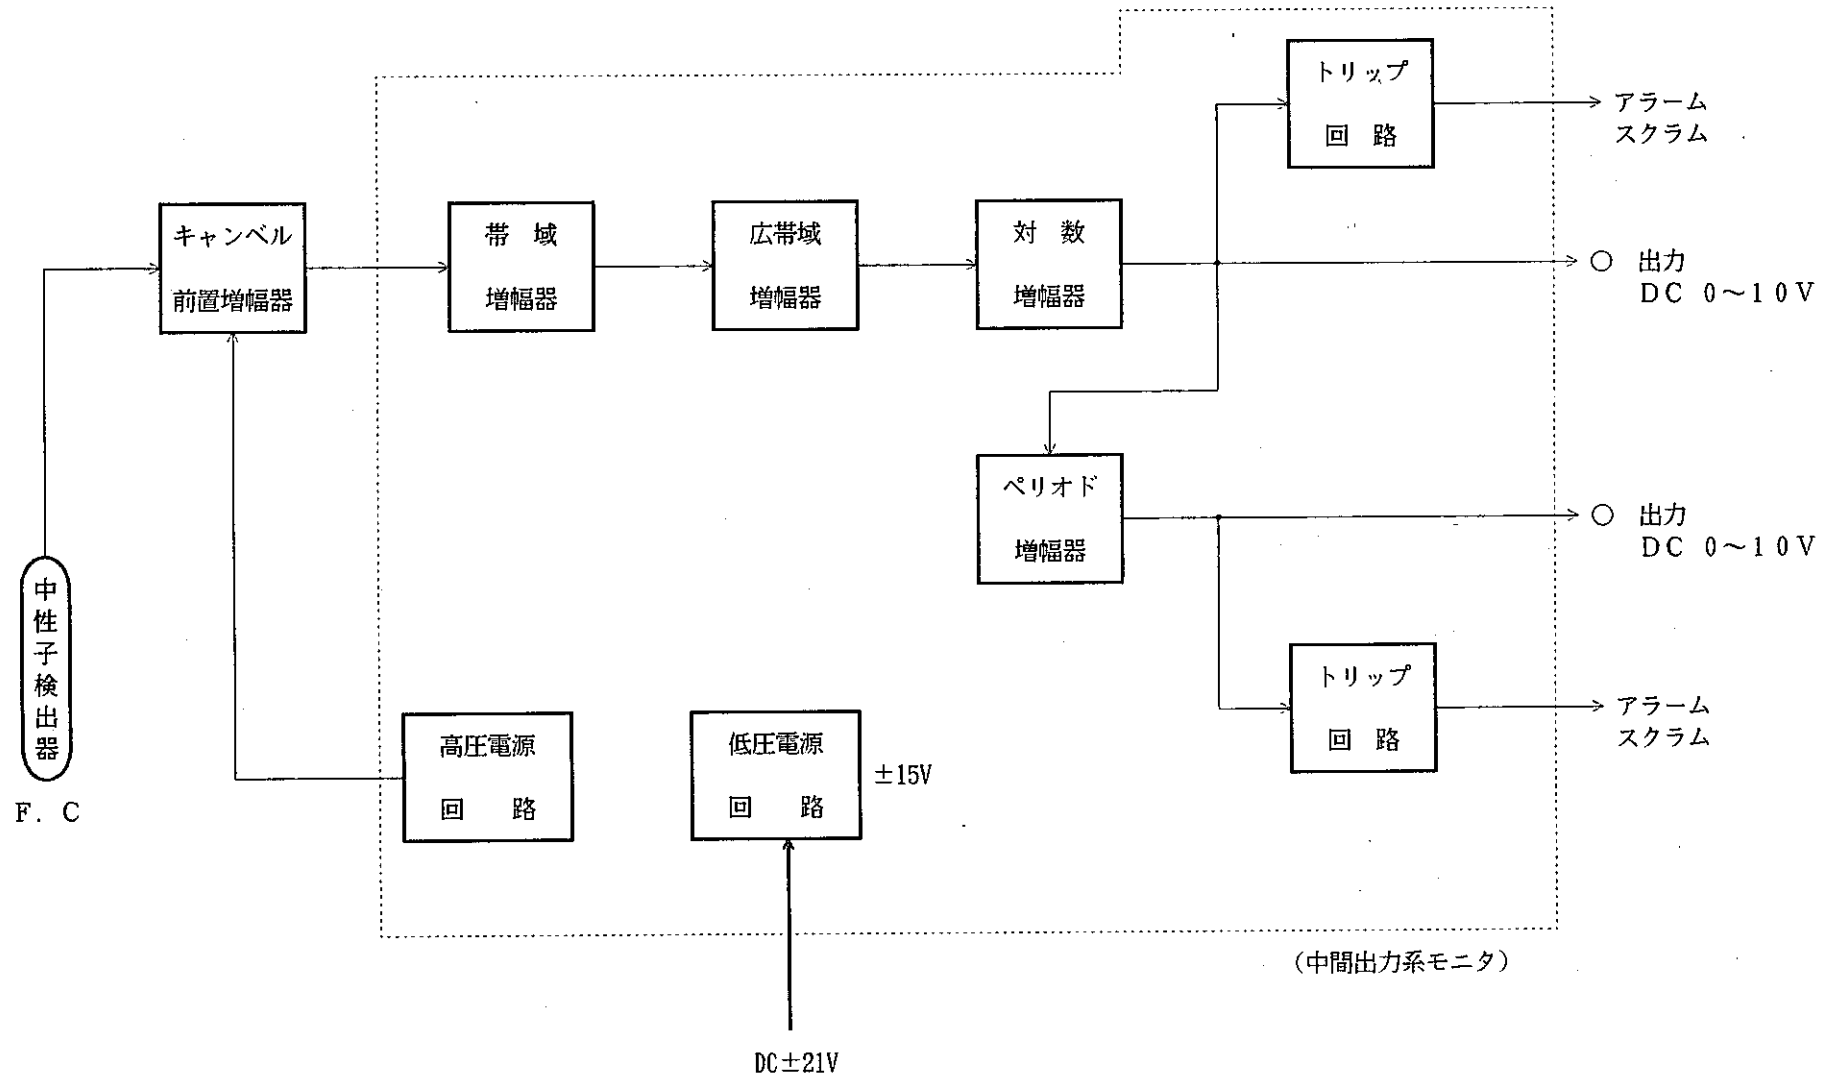 トリップ
回 路
アラーム
スクラム
キャンベル
前置増幅器
帯 域
増幅器
広帯域
増幅器
対 数
増幅器
出力
DC 0～10V
ペリオド
増幅器
出力
DC 0～10V
中性子検出器
F. C
トリップ
回 路
アラーム
スクラム
高圧電源
回 路
低圧電源
回 路
±15V
(中間出力系モニタ)
DC±21V